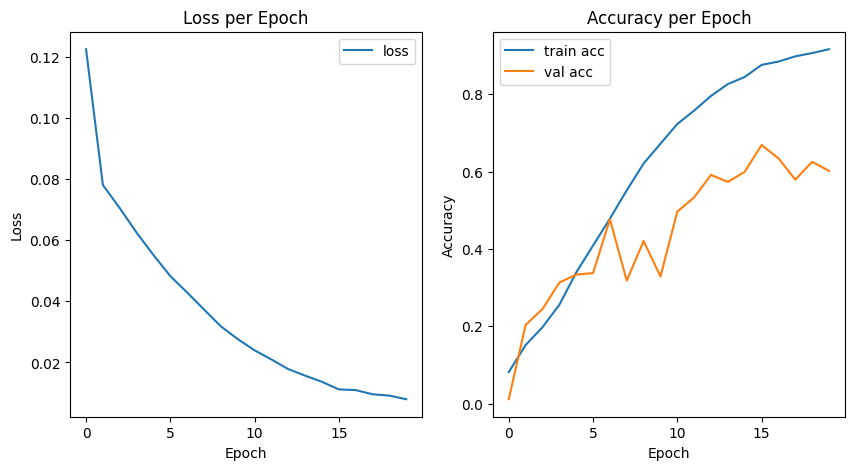 Loss per Epoch
loss
0.12
0.10
0.08
0.06
0.04
0.02
Loss
0
5
10
15
Epoch
Accuracy per Epoch
train acc
val acc
0.8
0.6
0.4
0.2
0.0
Accuracy
0
5
10
15
Epoch